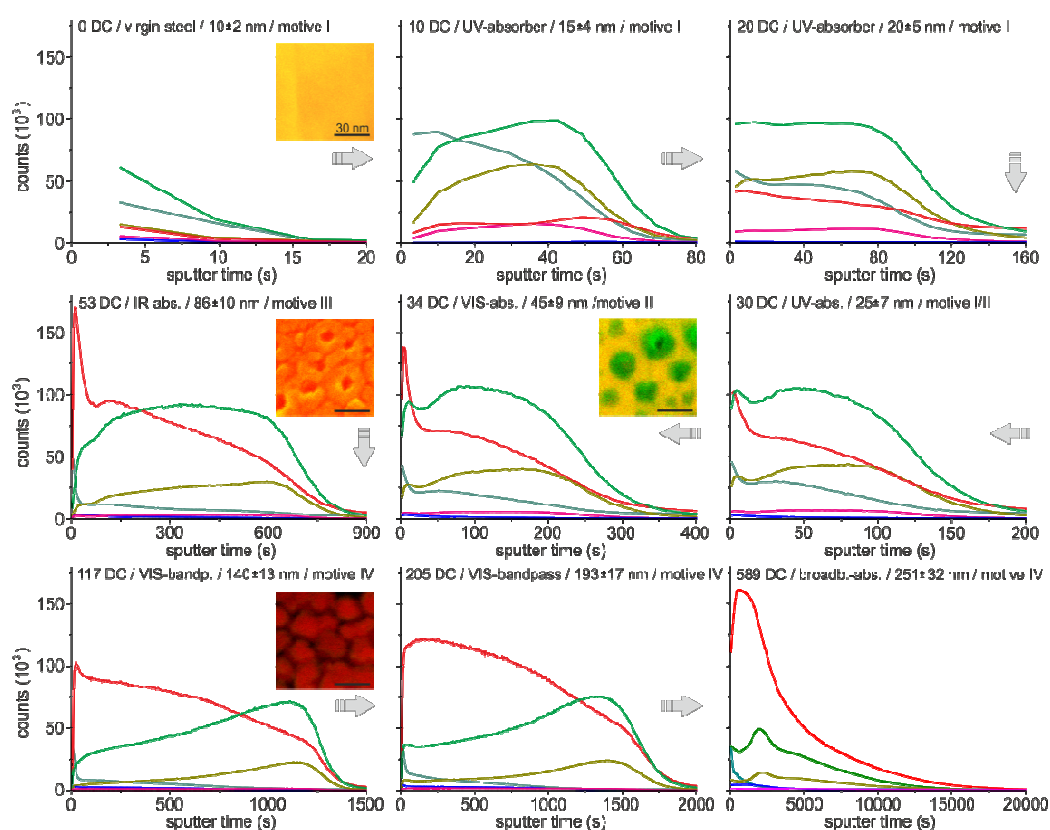 0 DC / virgin steel / 10±2 nm / motive I
10 DC / UV-absorber / 15±4 nm / motive I
20 DC / UV-absorber / 20±5 nm / motive I
counts (10³)
150
100
50
0
30 nm
5 10 15 20
0 20 40 60 80
0 40 80 120 160
sputter time (s)
sputter time (s)
sputter time (s)
53 DC / IR abs. / 86±10 nm / motive III
34 DC / VIS-abs. / 45±9 nm /motive II
30 DC / UV-abs. / 25±7 nm / motive I/II
counts (10³)
150
100
50
0
0 300 600 900
0 100 200 300 400
0 50 100 150 200
sputter time (s)
sputter time (s)
sputter time (s)
117 DC / VIS-bandp. / 140±13 nm / motive IV
205 DC / VIS-bandpass / 193±17 nm / motive IV
589 DC / broadb.-abs. / 251±32 nm / motive IV
counts (10³)
150
100
50
0
0 500 1000 1500
0 500 1000 1500 2000
0 5000 10000 15000 20000
sputter time (s)
sputter time (s)
sputter time (s)